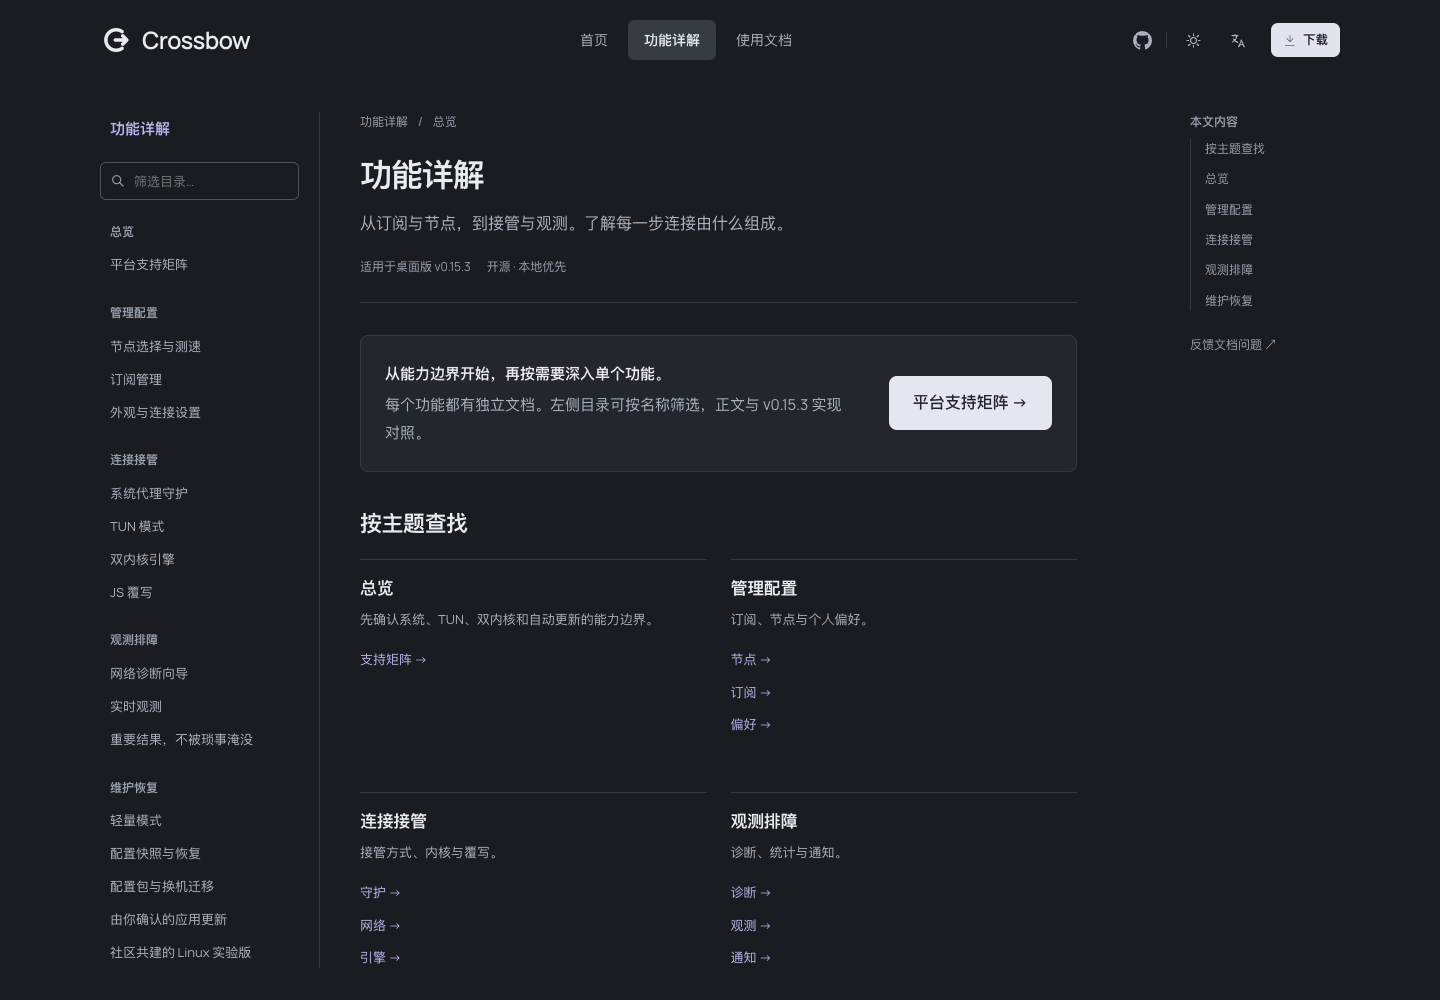 Crossbow
首页
功能详解
使用文档
下载
功能详解
筛选目录...
总览
平台支持矩阵
管理配置
节点选择与测速
订阅管理
外观与连接设置
连接接管
系统代理守护
TUN 模式
双内核引擎
JS 覆写
观测排障
网络诊断向导
实时观测
重要结果，不被琐事淹没
维护恢复
轻量模式
配置快照与恢复
配置包与换机迁移
由你确认的应用更新
社区共建的 Linux 实验版
功能详解 / 总览
功能详解
从订阅与节点，到接管与观测。了解每一步连接由什么组成。
适用于桌面版 v0.15.3 开源 · 本地优先
从能力边界开始，再按需要深入单个功能。
每个功能都有独立文档。左侧目录可按名称筛选，正文与 v0.15.3 实现
对照。
平台支持矩阵 →
按主题查找
总览
先确认系统、TUN、双内核和自动更新的能力边界。
支持矩阵 →
管理配置
订阅、节点与个人偏好。
节点 →
订阅 →
偏好 →
连接接管
接管方式、内核与覆写。
守护 →
网络 →
引擎 →
观测排障
诊断、统计与通知。
诊断 →
观测 →
通知 →
本文内容
按主题查找
总览
管理配置
连接接管
观测排障
维护恢复
反馈文档问题 ↗